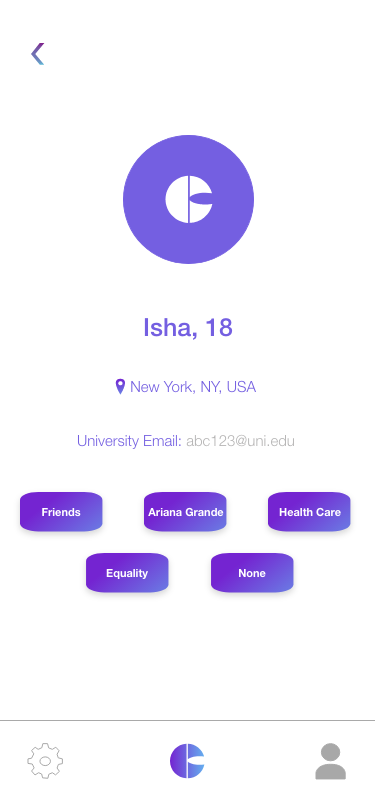 Isha, 18
New York, NY, USA
University Email: abc123@uni.edu
Friends
Ariana Grande
Health Care
Equality
None